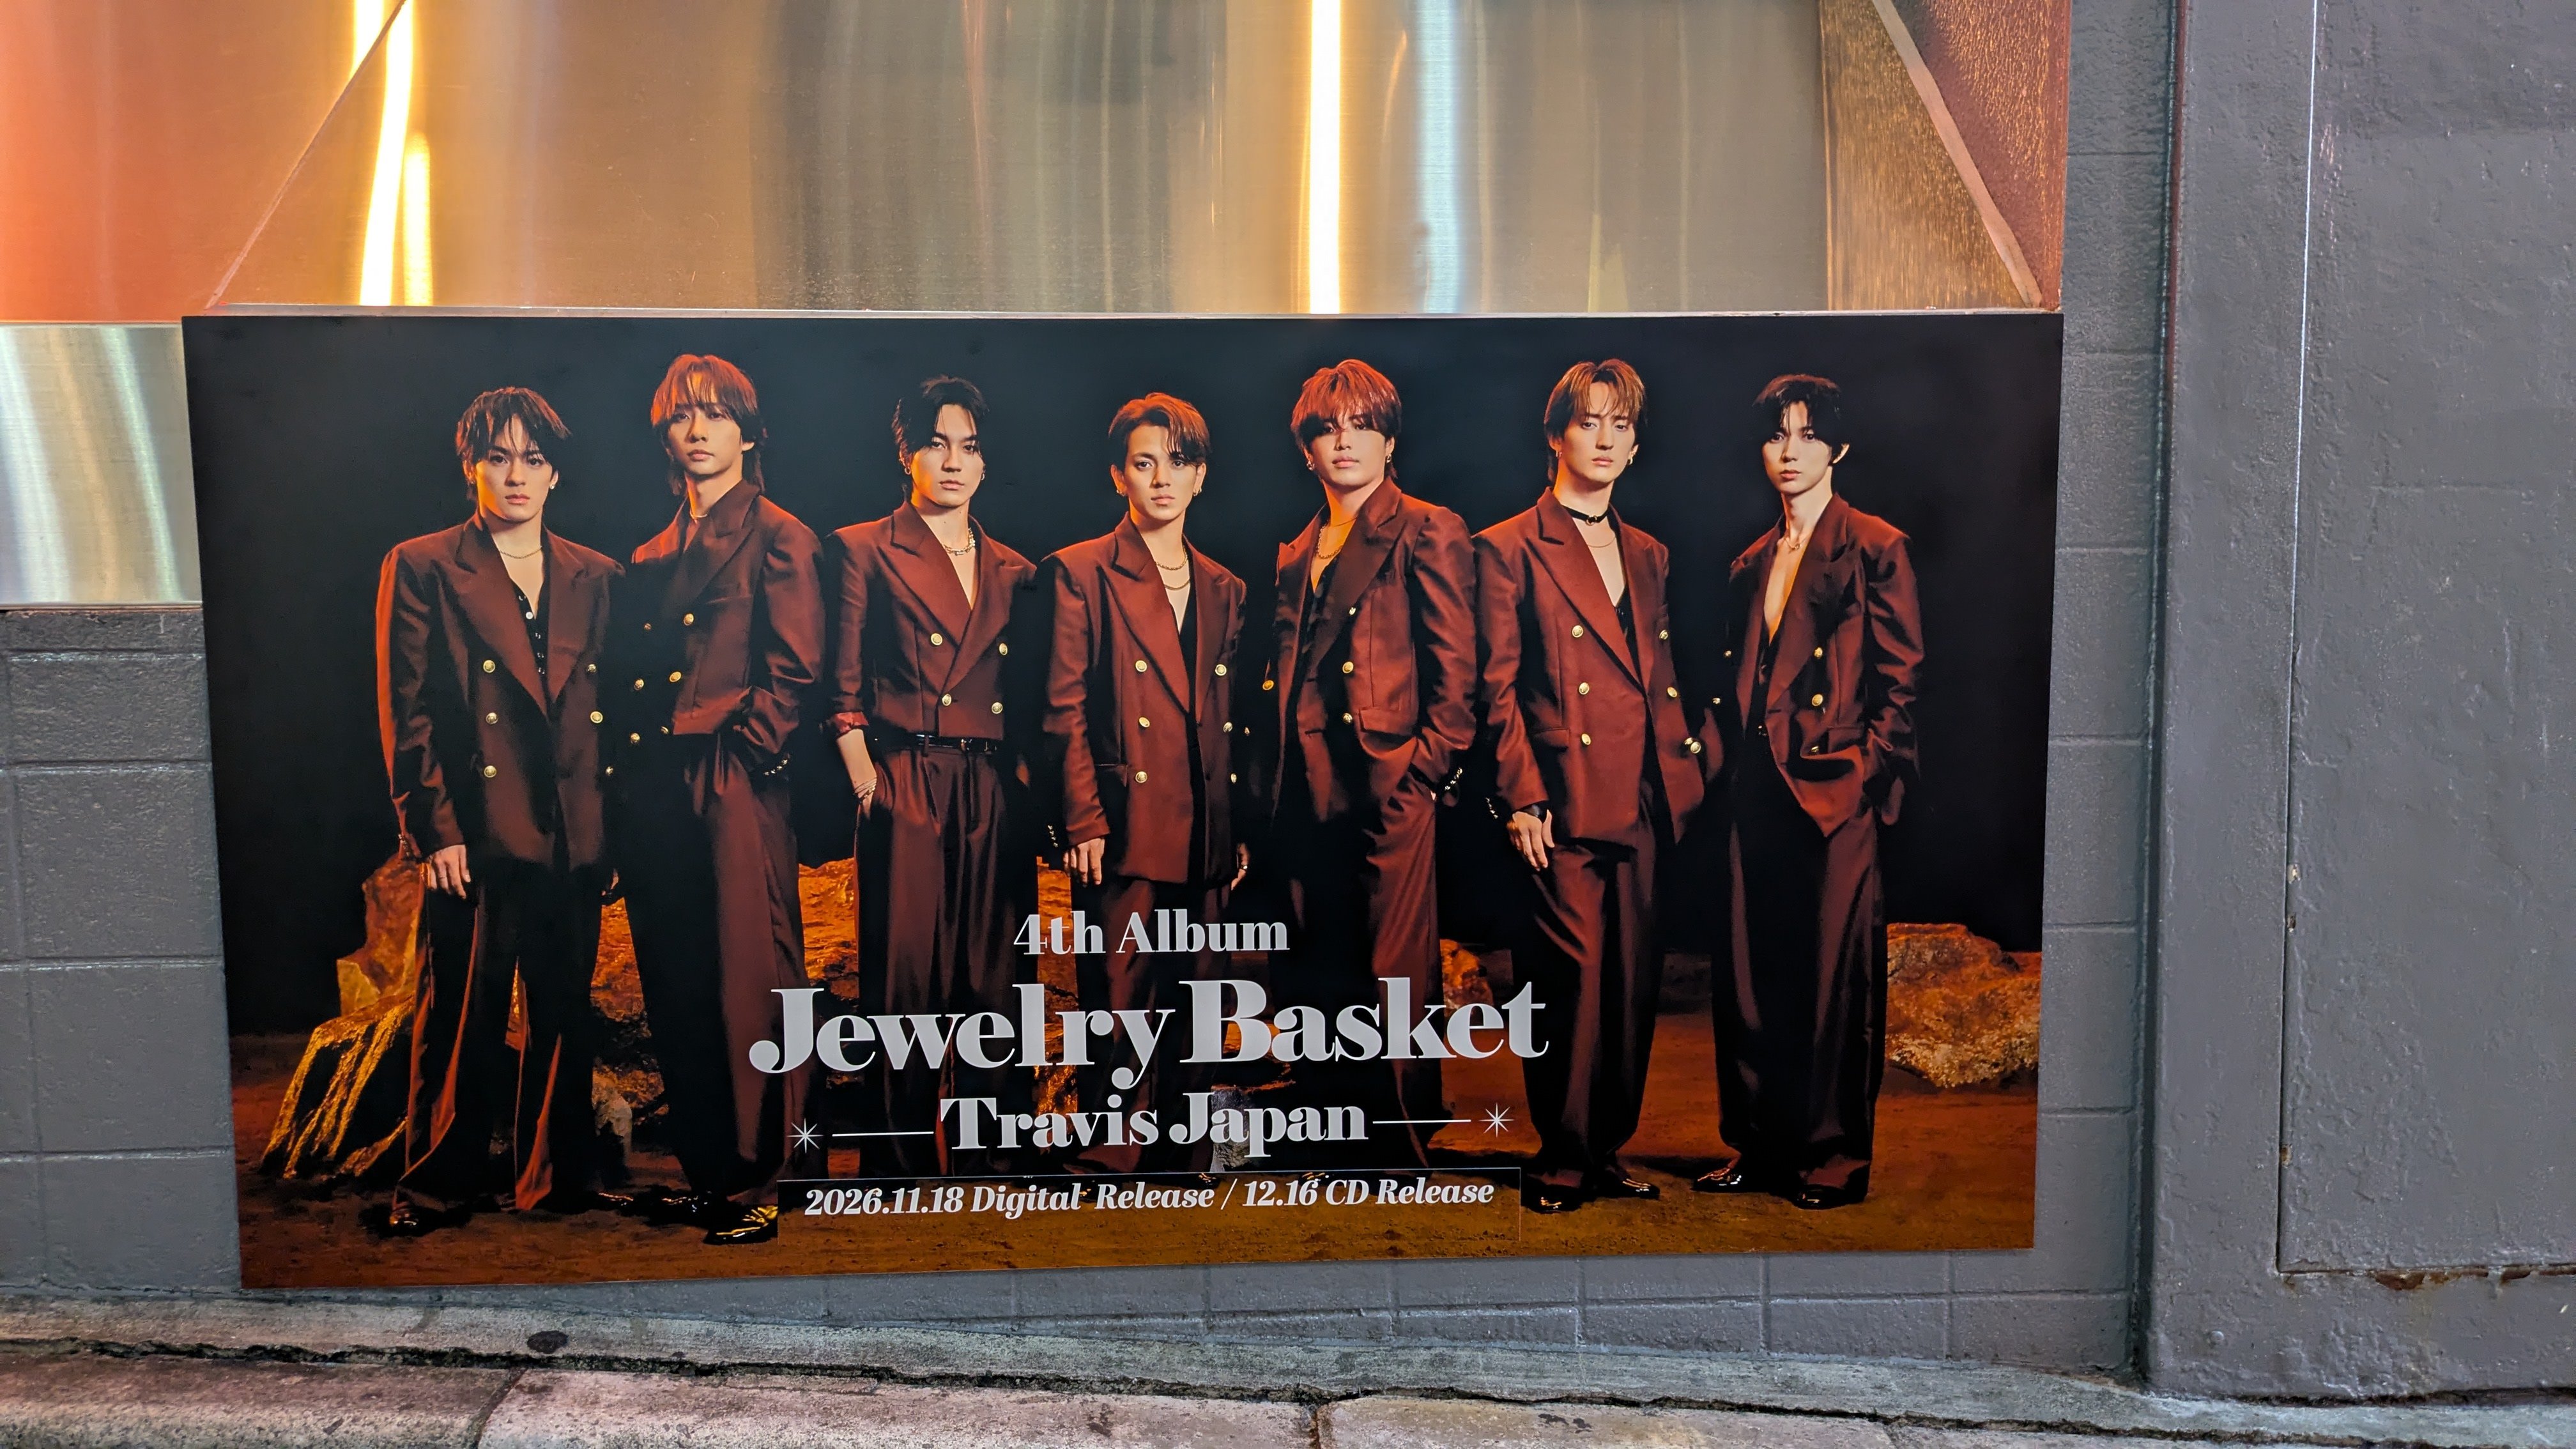 4th Album
Jewelry Basket
Travis Japan
2026.11.18 Digital Release / 12.16 CD Release